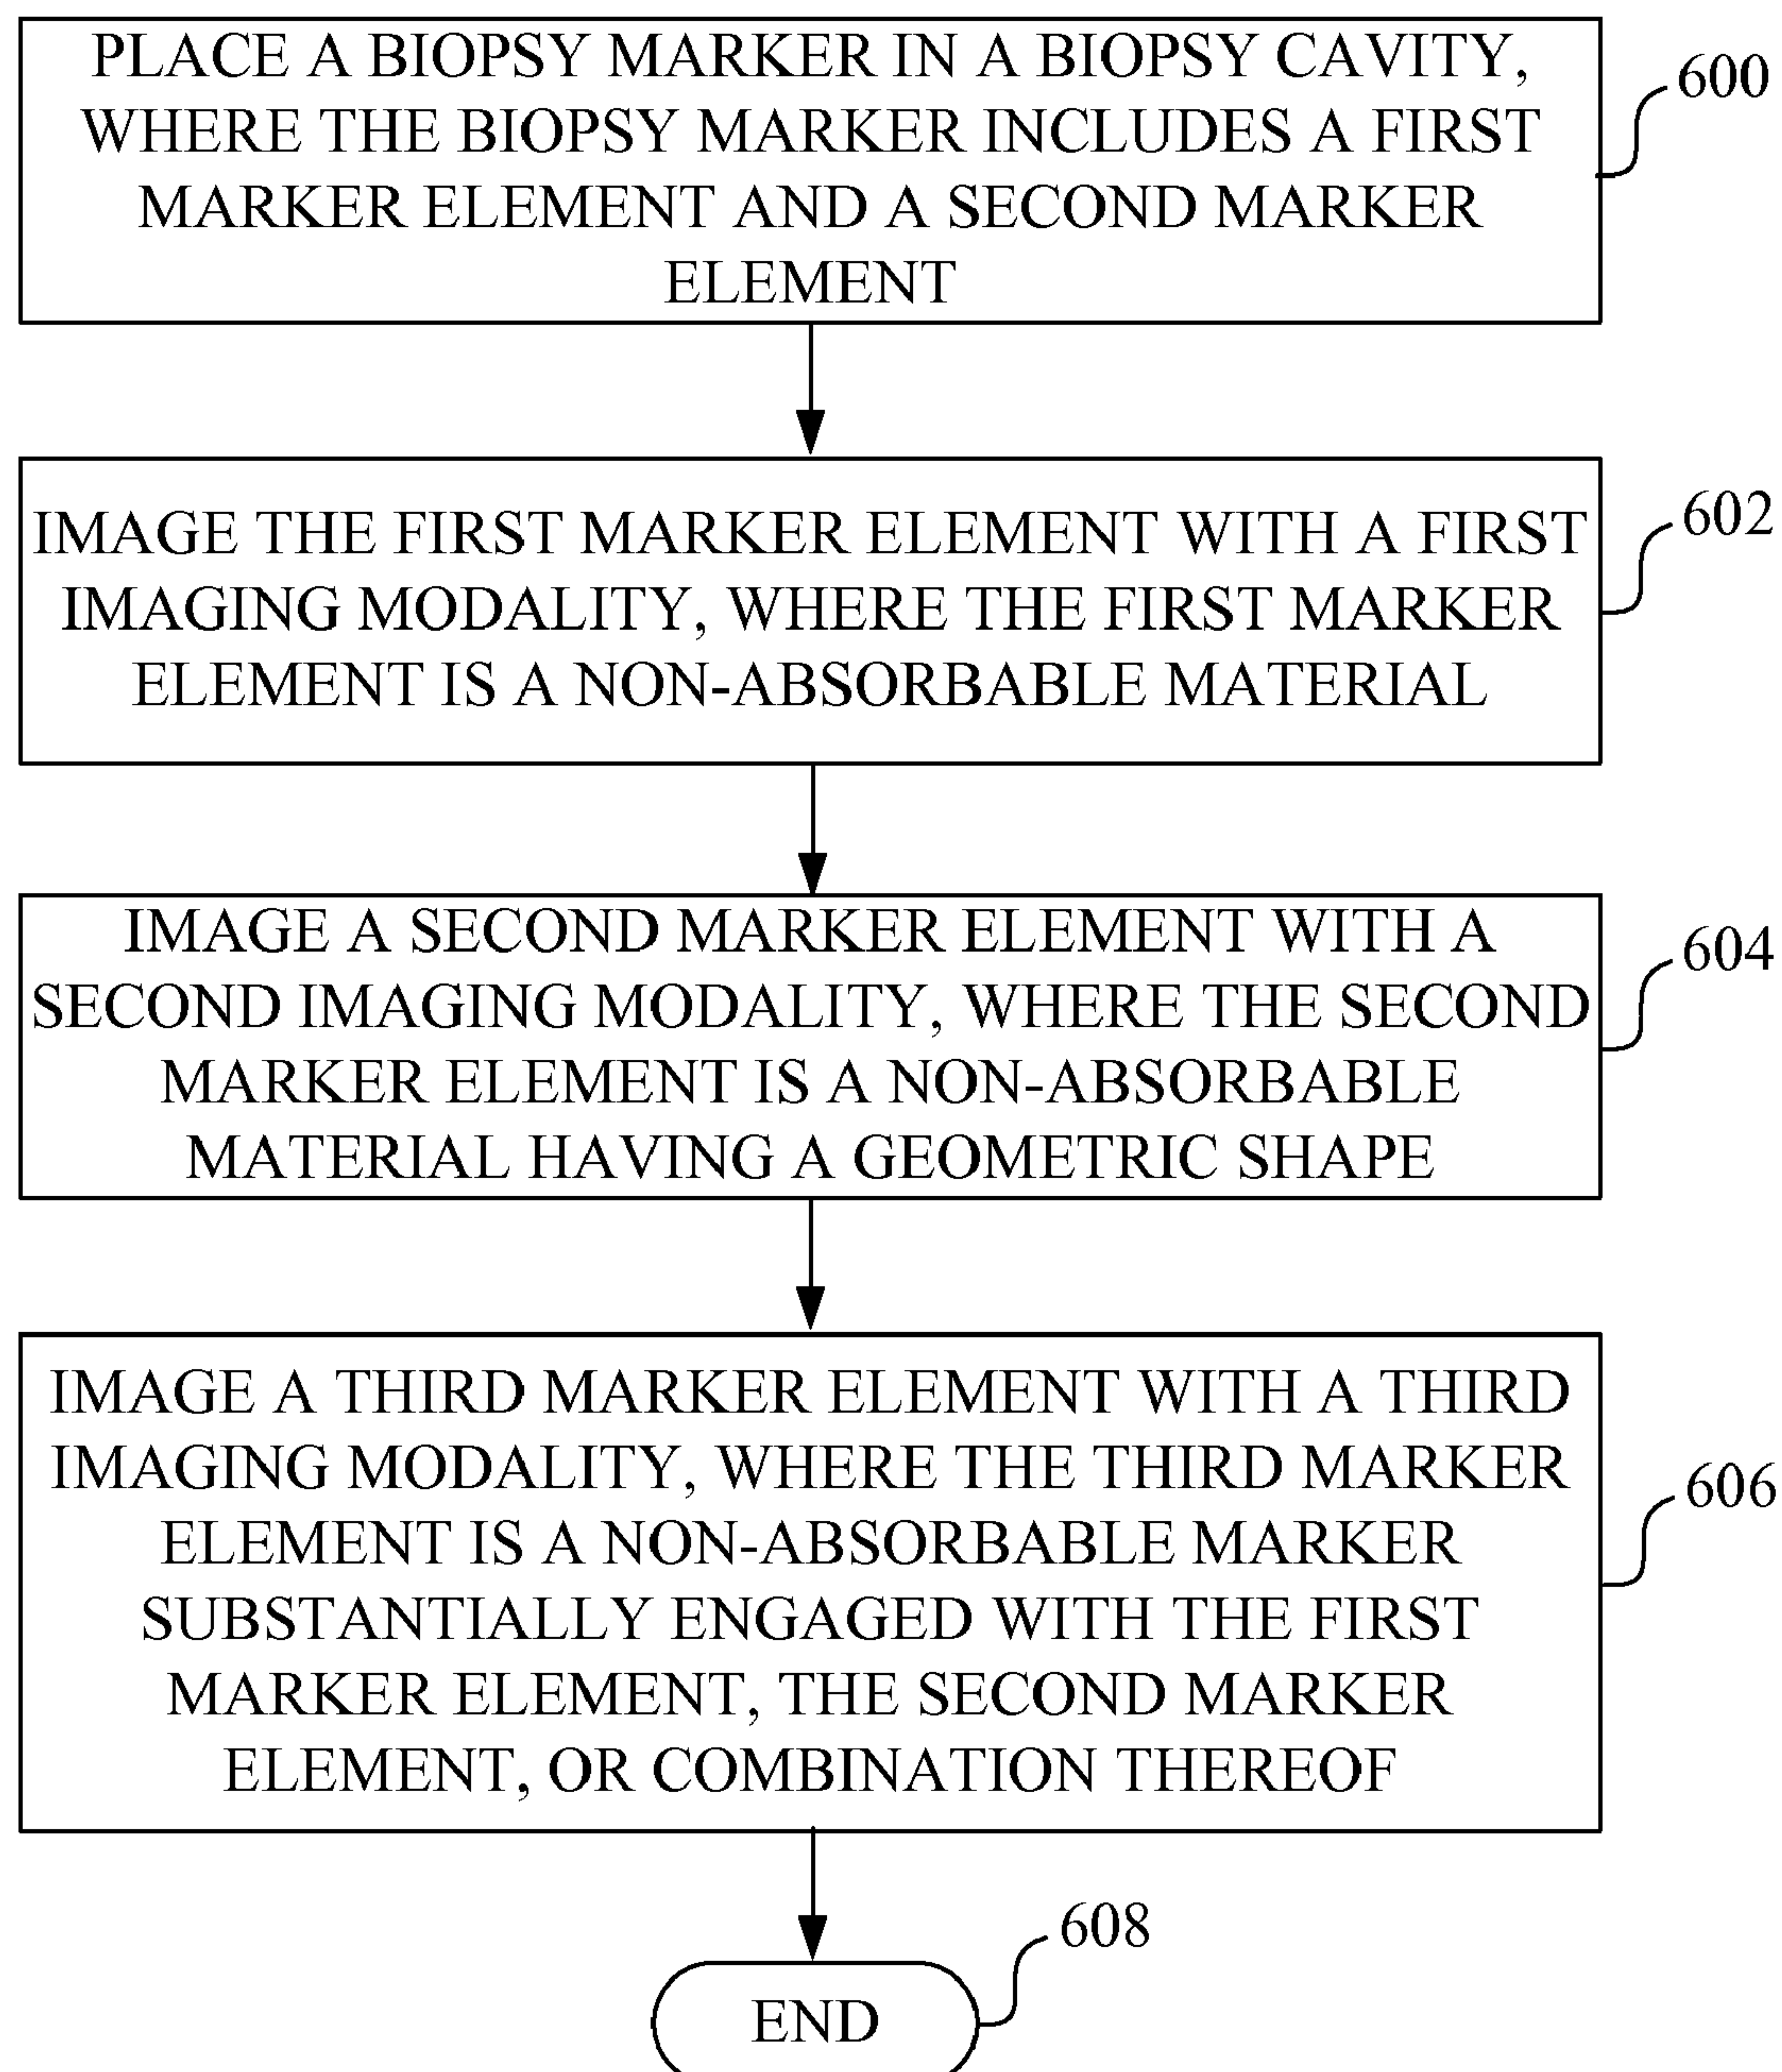 PLACE A BIOPSY MARKER IN A BIOPSY CAVITY,
WHERE THE BIOPSY MARKER INCLUDES A FIRST
MARKER ELEMENT AND A SECOND MARKER
ELEMENT
600
IMAGE THE FIRST MARKER ELEMENT WITH A FIRST
IMAGING MODALITY, WHERE THE FIRST MARKER
ELEMENT IS A NON-ABSORBABLE MATERIAL
602
IMAGE A SECOND MARKER ELEMENT WITH A
SECOND IMAGING MODALITY, WHERE THE SECOND
MARKER ELEMENT IS A NON-ABSORBABLE
MATERIAL HAVING A GEOMETRIC SHAPE
604
IMAGE A THIRD MARKER ELEMENT WITH A THIRD
IMAGING MODALITY, WHERE THE THIRD MARKER
ELEMENT IS A NON-ABSORBABLE MARKER
SUBSTANTIALLY ENGAGED WITH THE FIRST
MARKER ELEMENT, THE SECOND MARKER
ELEMENT, OR COMBINATION THEREOF
606
END
608